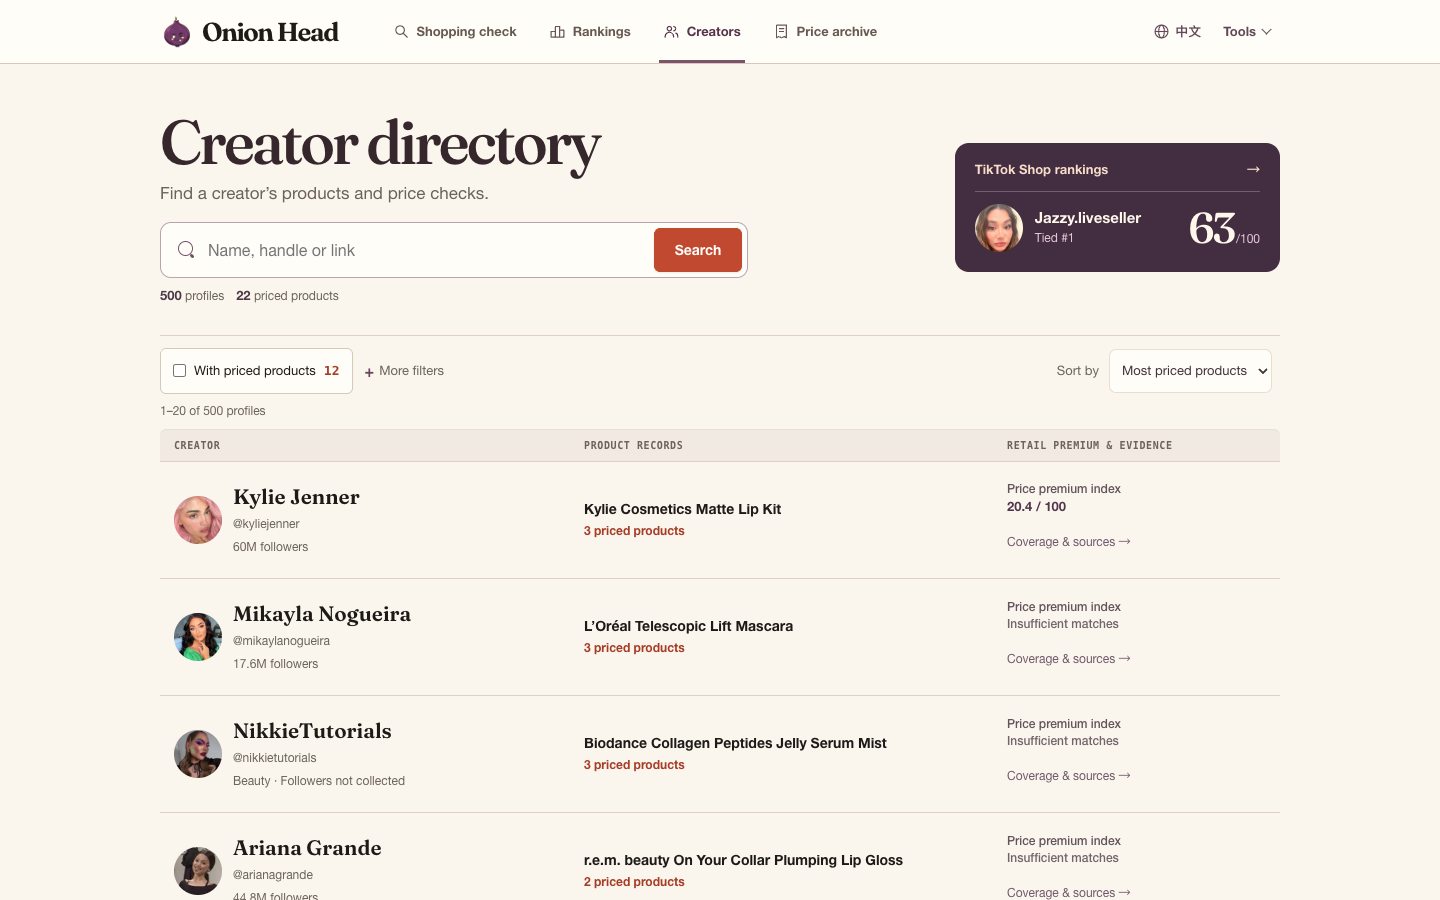 Onion Head
Shopping check
Rankings
Creators
Price archive
中文
Tools
Creator directory
Find a creator’s products and price checks.
Name, handle or link
Search
500 profiles 22 priced products
TikTok Shop rankings →
Jazzy.liveseller
Tied #1
63/100
With priced products 12
+ More filters
Sort by
Most priced products
1–20 of 500 profiles
CREATOR
PRODUCT RECORDS
RETAIL PREMIUM & EVIDENCE
Kylie Jenner
@kyliejenner
60M followers
Kylie Cosmetics Matte Lip Kit
3 priced products
Price premium index
20.4 / 100
Coverage & sources →
Mikayla Nogueira
@mikaylanogueira
17.6M followers
L’Oréal Telescopic Lift Mascara
3 priced products
Price premium index
Insufficient matches
Coverage & sources →
NikkieTutorials
@nikkietutorials
Beauty · Followers not collected
Biodance Collagen Peptides Jelly Serum Mist
3 priced products
Price premium index
Insufficient matches
Coverage & sources →
Ariana Grande
@arianagrande
44.8M followers
r.e.m. beauty On Your Collar Plumping Lip Gloss
2 priced products
Price premium index
Insufficient matches
Coverage & sources →